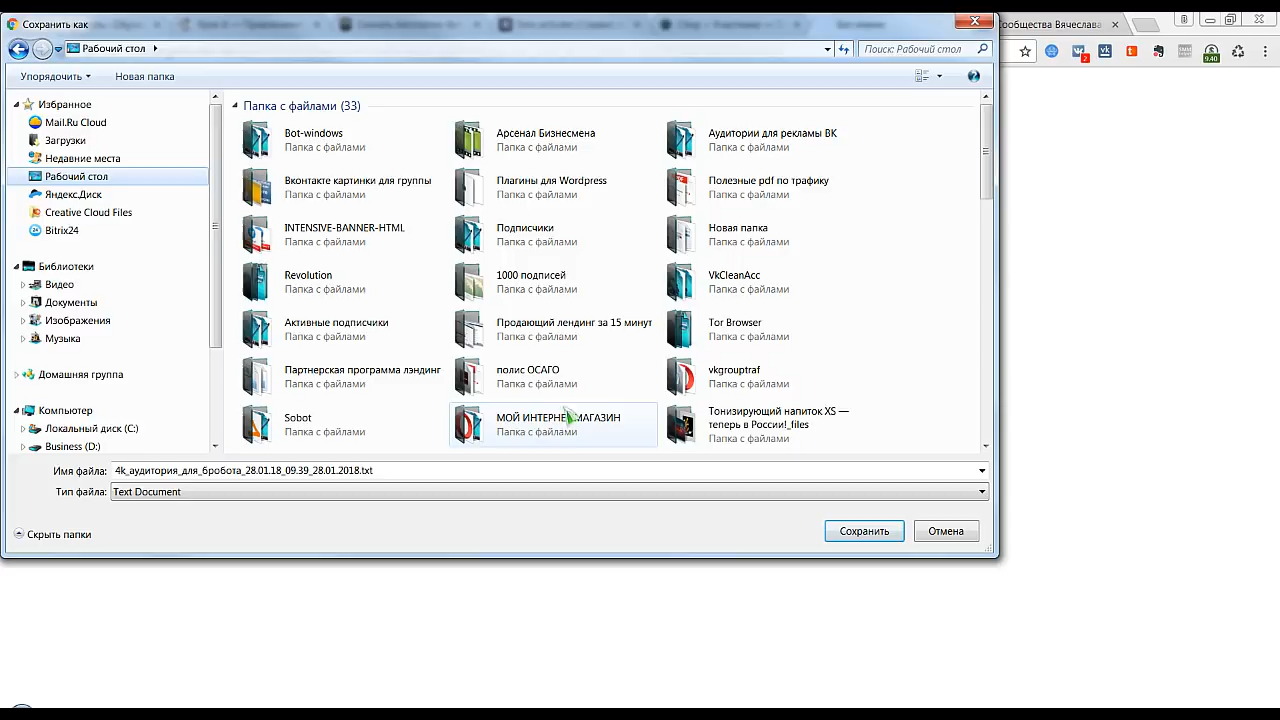 Сохранить как
Сообщества Вячеслава
Рабочий стол
Поиск: Рабочий стол
2
9.40
Упорядочить
Новая папка
Избранное
Mail.Ru Cloud
Загрузки
Недавние места
Рабочий стол
Яндекс.Диск
Creative Cloud Files
Bitrix24
Библиотеки
Видео
Документы
Изображения
Музыка
Домашняя группа
Компьютер
Локальный диск (C:)
Business (D:)
Папка с файлами (33)
Bot-windows
Папка с файлами
Арсенал Бизнесмена
Папка с файлами
Аудитории для рекламы ВК
Папка с файлами
Вконтакте картинки для группы
Папка с файлами
Плагины для Wordpress
Папка с файлами
Полезные pdf по трафику
Папка с файлами
INTENSIVE-BANNER-HTML
Папка с файлами
Подписчики
Папка с файлами
Новая папка
Папка с файлами
Revolution
Папка с файлами
1000 подписей
Папка с файлами
VkCleanAcc
Папка с файлами
Активные подписчики
Папка с файлами
Продающий лендинг за 15 минут
Папка с файлами
Tor Browser
Папка с файлами
Партнерская программа лэндинг
Папка с файлами
полис ОСАГО
Папка с файлами
vkgrouptraf
Папка с файлами
Sobot
Папка с файлами
МОЙ ИНТЕРНЕТ МАГАЗИН
Папка с файлами
Тонизирующий напиток XS —
теперь в России!_files
Папка с файлами
Имя файла: 4k_аудитория_для_бробота_28.01.18_09.39_28.01.2018.txt
Тип файла: Text Document
Скрыть папки
Сохранить
Отмена